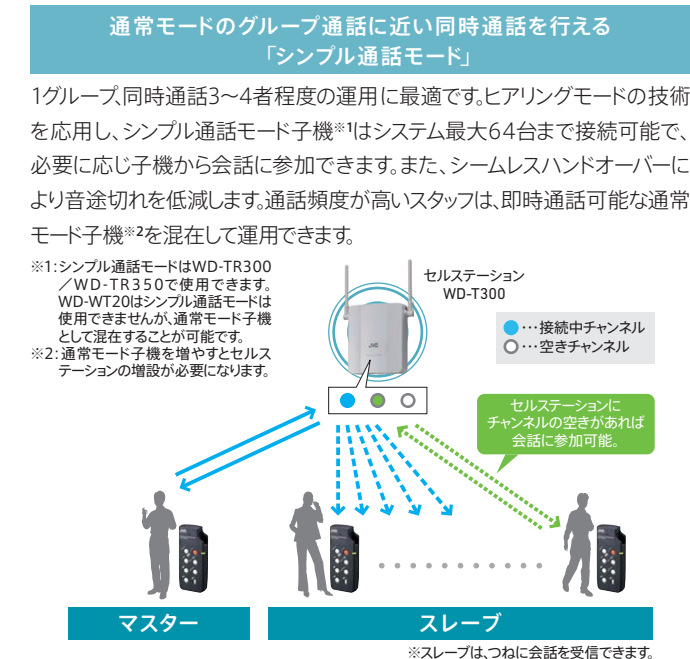 通常モードのグループ通話に近い同時通話を行える
「シンプル通話モード」
1グループ、同時通話3〜4者程度の運用に最適です。ヒアリングモードの技術
を応用し、シンプル通話モード子機※1はシステム最大64台まで接続可能で、
必要に応じ子機から会話に参加できます。また、シームレスハンドオーバーに
より音途切れを低減します。通話頻度が高いスタッフは、即時通話可能な通常
モード子機※2を混在して運用できます。
※1:シンプル通話モードはWD-TR300
／WD-TR350で使用できます。
WD-WT20はシンプル通話モードは
使用できませんが、通常モード子機
として混在することが可能です。
※2:通常モード子機を増やすとセルス
テーションの増設が必要になります。
セルステーション
WD-T300
JVC
…接続中チャンネル
…空きチャンネル
セルステーションに
チャンネルの空きがあれば
会話に参加可能。
マスター
スレーブ
※スレーブは、つねに会話を受信できます。